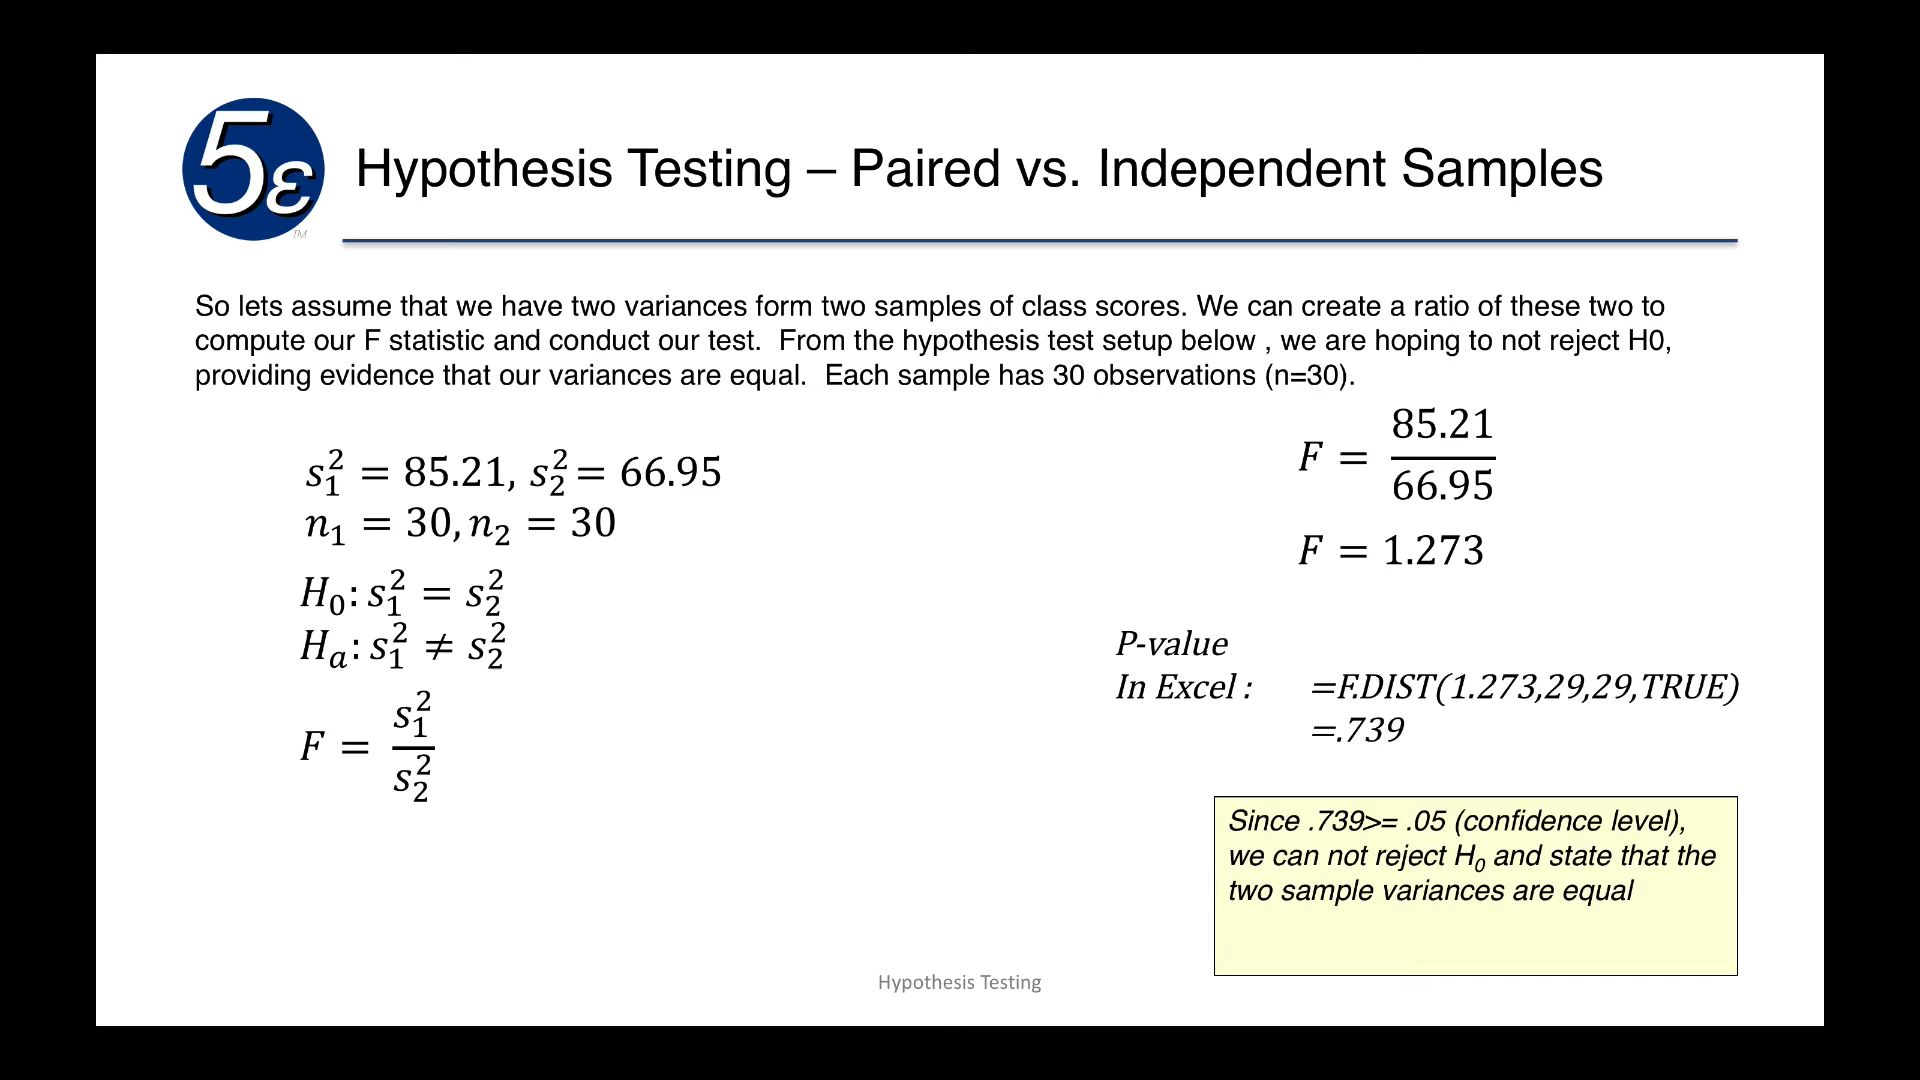 5ε
TM
Hypothesis Testing – Paired vs. Independent Samples
So lets assume that we have two variances form two samples of class scores. We can create a ratio of these two to
compute our F statistic and conduct our test.  From the hypothesis test setup below , we are hoping to not reject H0,
providing evidence that our variances are equal.  Each sample has 30 observations (n=30).
s₁² = 85.21, s₂² = 66.95
n₁ = 30, n₂ = 30
H₀: s₁² = s₂²
Hₐ: s₁² ≠ s₂²
F = s₁²/s₂²
F = 85.21/66.95
F = 1.273
P-value
In Excel : =F.DIST(1.273,29,29,TRUE)
=.739
Since .739>= .05 (confidence level),
we can not reject H₀ and state that the
two sample variances are equal
Hypothesis Testing